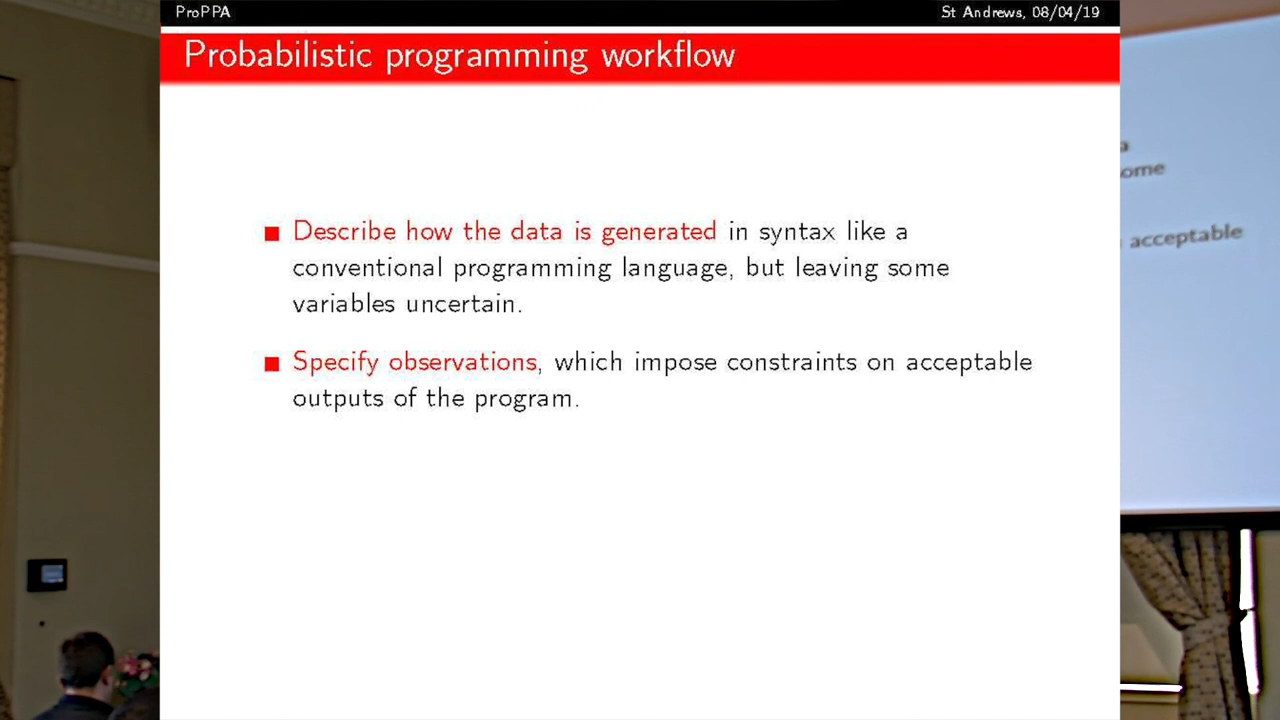 ProPPA
St Andrews, 08/04/19
Probabilistic programming workflow
Describe how the data is generated in syntax like a
conventional programming language, but leaving some
variables uncertain.
Specify observations, which impose constraints on acceptable
outputs of the program.
a
ome
acceptable